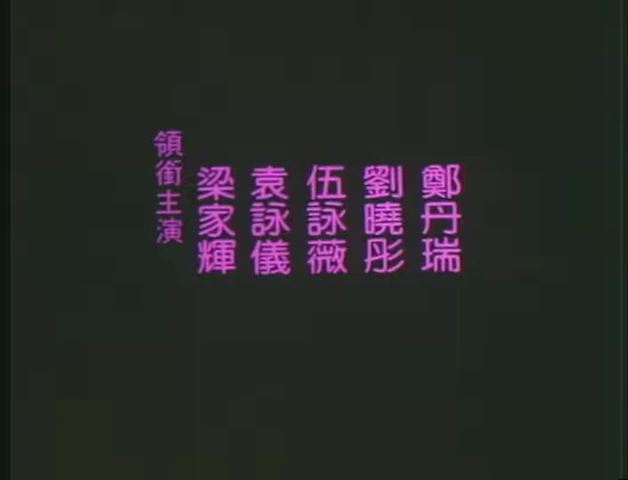 領銜主演
梁家輝
袁詠儀
伍詠薇
劉曉彤
鄭丹瑞